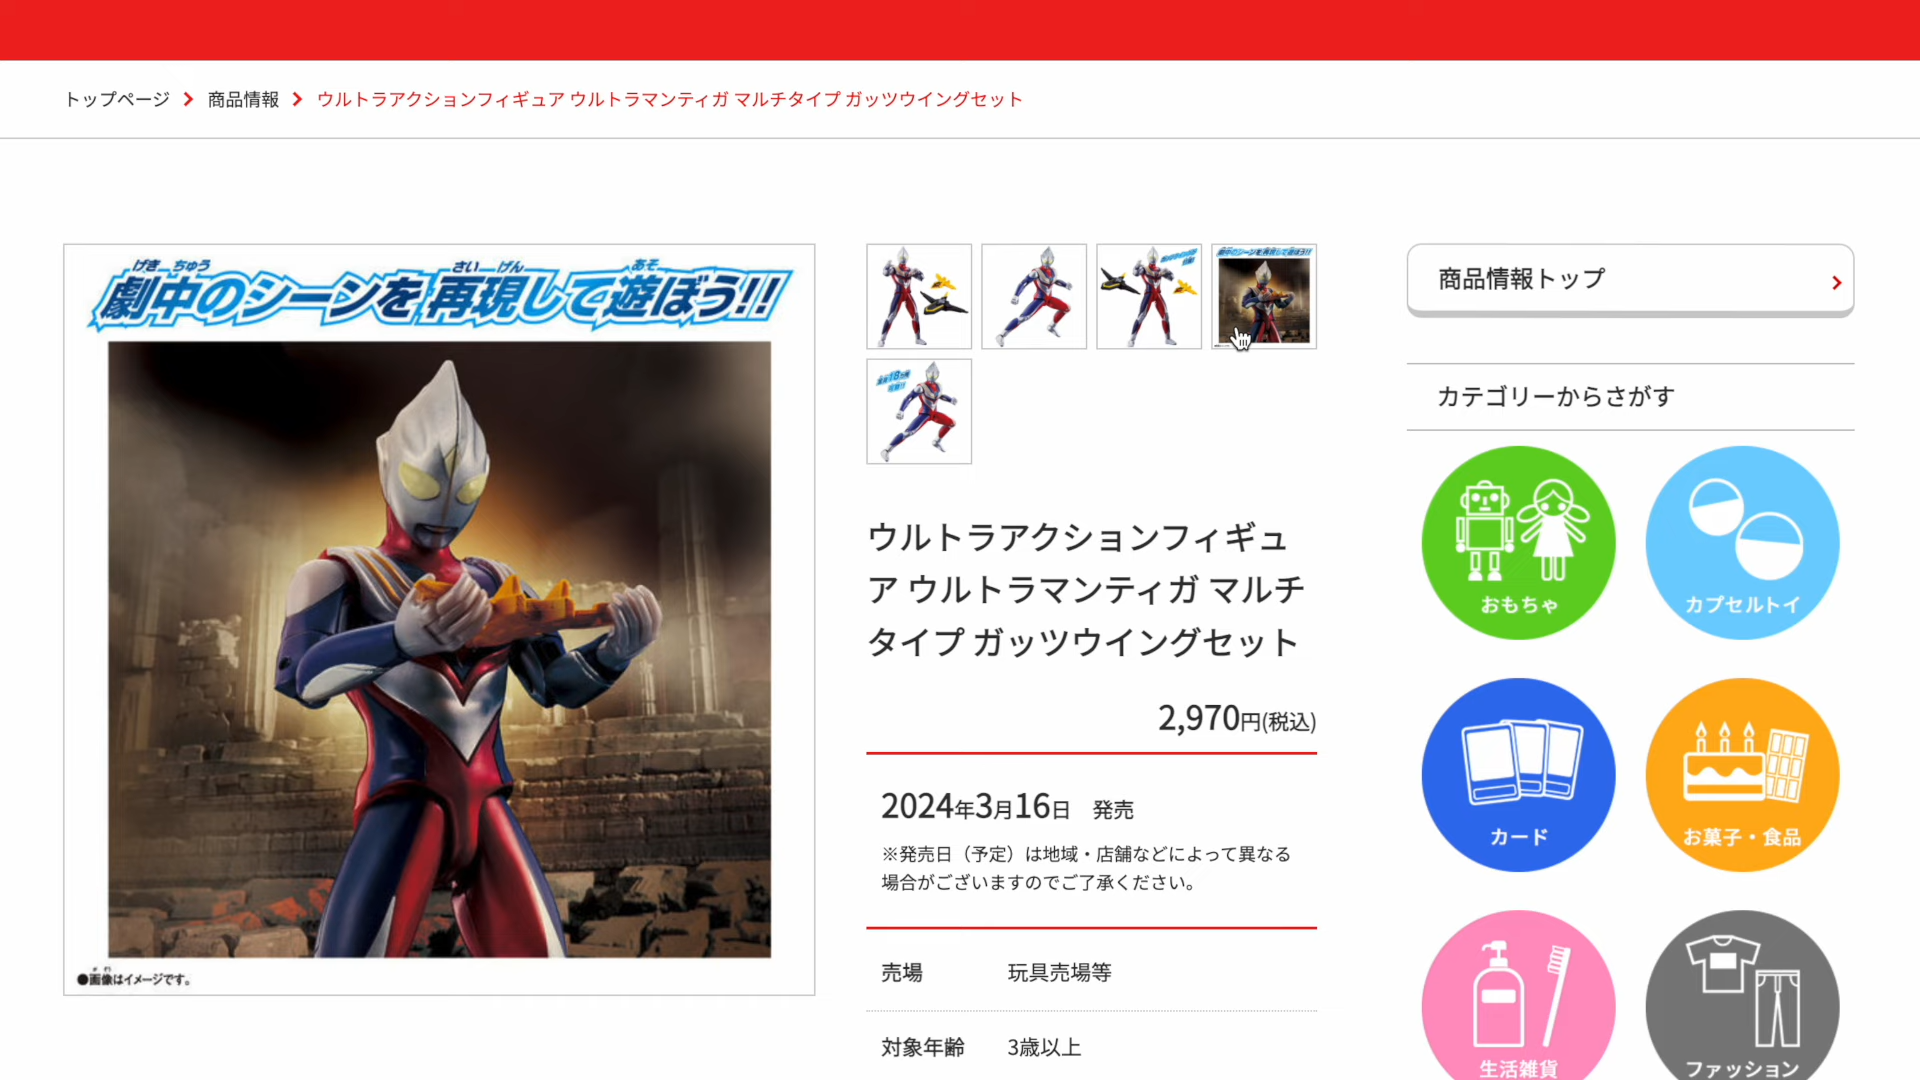 トップページ 商品情報 ウルトラアクションフィギュア ウルトラマンティガ マルチタイプ ガッツウイングセット
げき ちゅう さい げん あそ
劇中のシーンを再現して遊ぼう!!
●画像はイメージです。
ウルトラアクションフィギュ
ア ウルトラマンティガ マルチ
タイプ ガッツウイングセット
2,970円(税込)
2024年3月16日 発売
※発売日（予定）は地域・店舗などによって異なる
場合がございますのでご了承ください。
売場 玩具売場等
対象年齢 3歳以上
商品情報トップ
カテゴリーからさがす
おもちゃ
カプセルトイ
カード
お菓子・食品
生活雑貨
ファッション